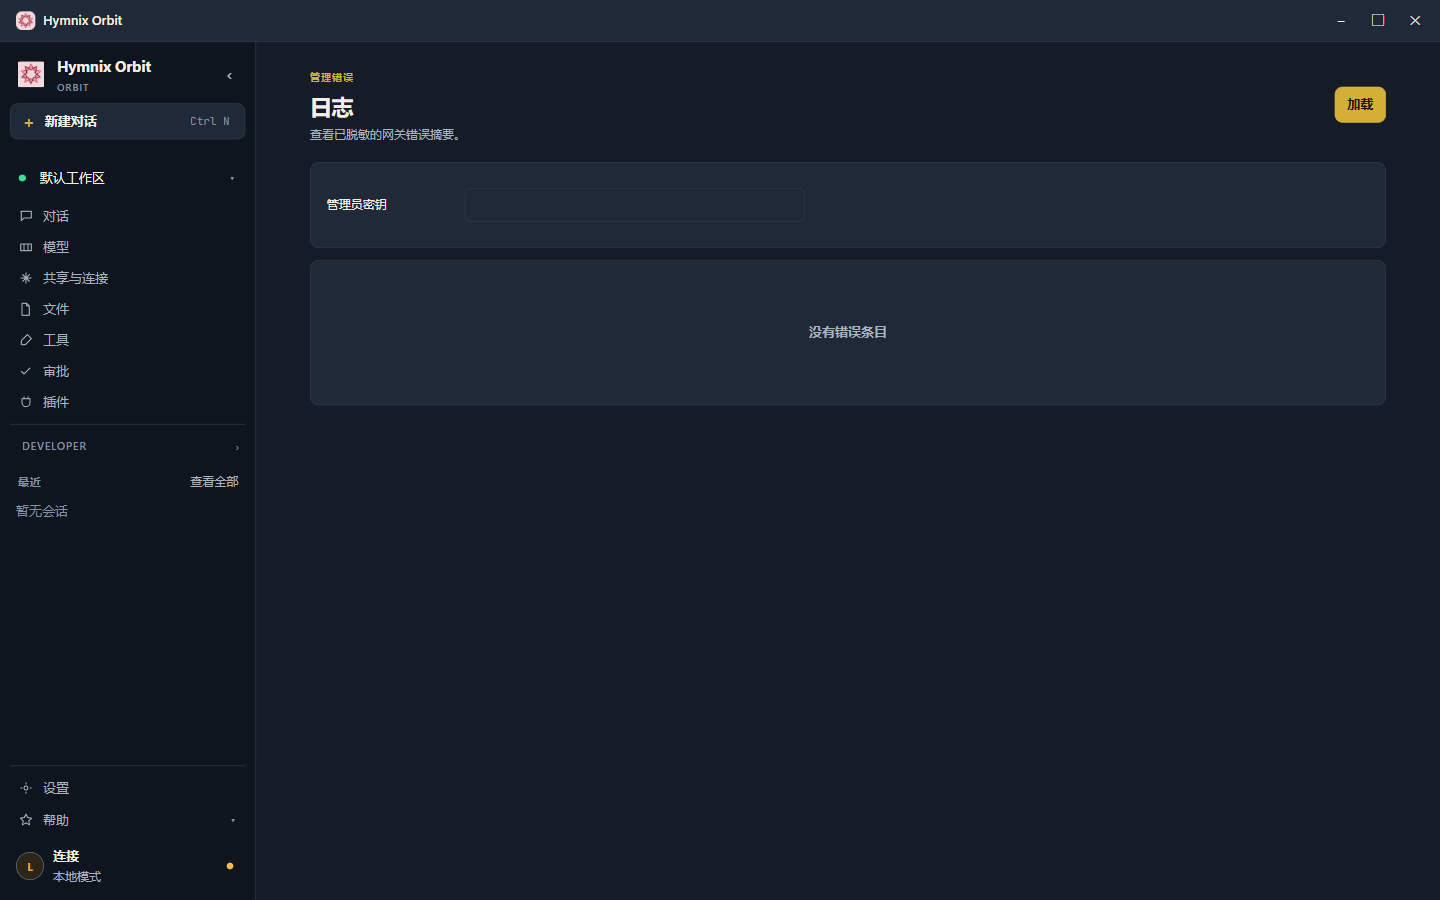 Hymnix Orbit
Hymnix Orbit
ORBIT
+ 新建对话 Ctrl N
默认工作区
对话
模型
共享与连接
文件
工具
审批
插件
DEVELOPER
最近 查看全部
暂无会话
设置
帮助
L
连接
本地模式
管理错误
日志
查看已脱敏的网关错误摘要。
加载
管理员密钥
没有错误条目